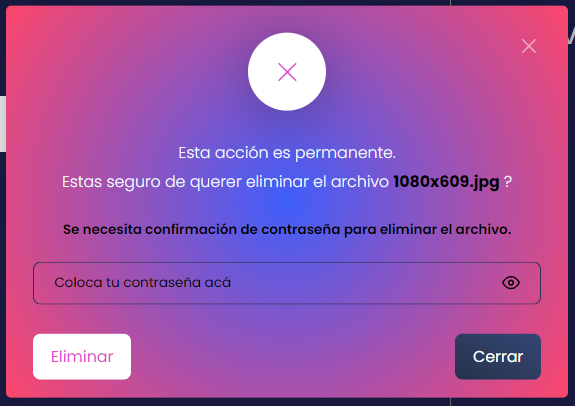 Esta acción es permanente.
Estas seguro de querer eliminar el archivo 1080x609.jpg ?
Se necesita confirmación de contraseña para eliminar el archivo.
Coloca tu contraseña acá
Eliminar
Cerrar